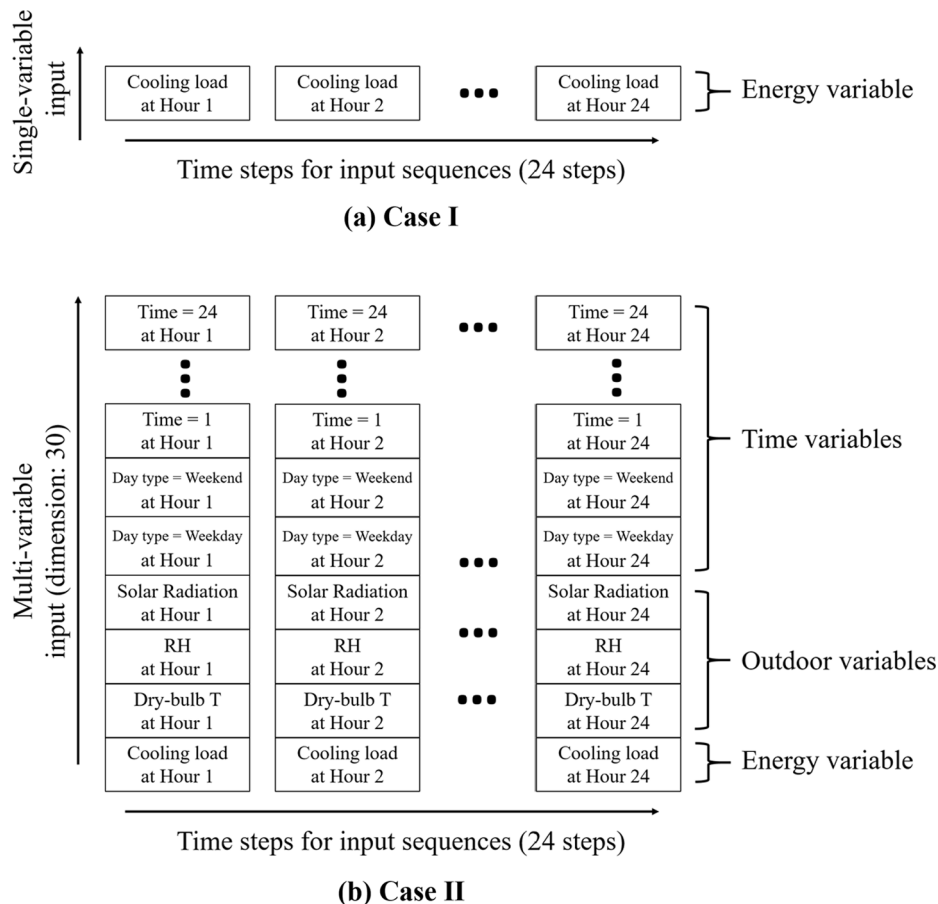 Single-variable
input
Cooling load
at Hour 1
Cooling load
at Hour 2
Cooling load
at Hour 24
Energy variable
Time steps for input sequences (24 steps)
(a) Case I
Multi-variable
input (dimension: 30)
Time = 24
at Hour 1
Time = 24
at Hour 2
Time = 24
at Hour 24
Time = 1
at Hour 1
Time = 1
at Hour 2
Time = 1
at Hour 24
Time variables
Day type = Weekend
at Hour 1
Day type = Weekend
at Hour 2
Day type = Weekend
at Hour 24
Day type = Weekday
at Hour 1
Day type = Weekday
at Hour 2
Day type = Weekday
at Hour 24
Solar Radiation
at Hour 1
Solar Radiation
at Hour 2
Solar Radiation
at Hour 24
RH
at Hour 1
RH
at Hour 2
RH
at Hour 24
Outdoor variables
Dry-bulb T
at Hour 1
Dry-bulb T
at Hour 2
Dry-bulb T
at Hour 24
Cooling load
at Hour 1
Cooling load
at Hour 2
Cooling load
at Hour 24
Energy variable
Time steps for input sequences (24 steps)
(b) Case II